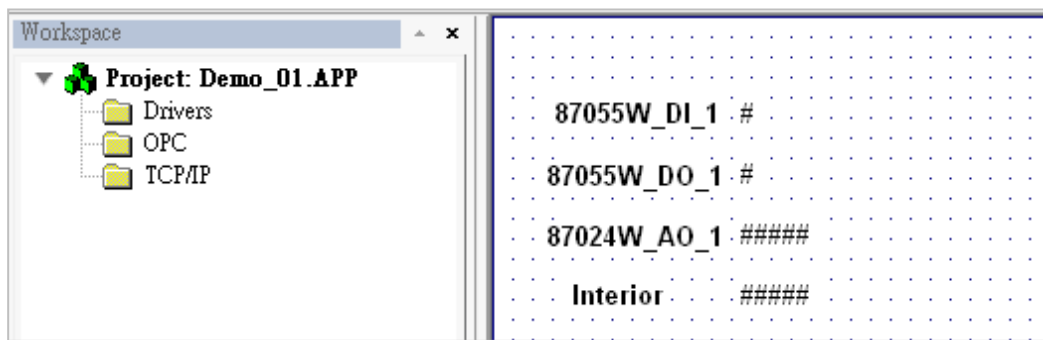 Workspace
Project: Demo_01.APP
Drivers
OPC
TCP/IP
87055W_DI_1 #
87055W_DO_1 #
87024W_AO_1 #####
Interior #####